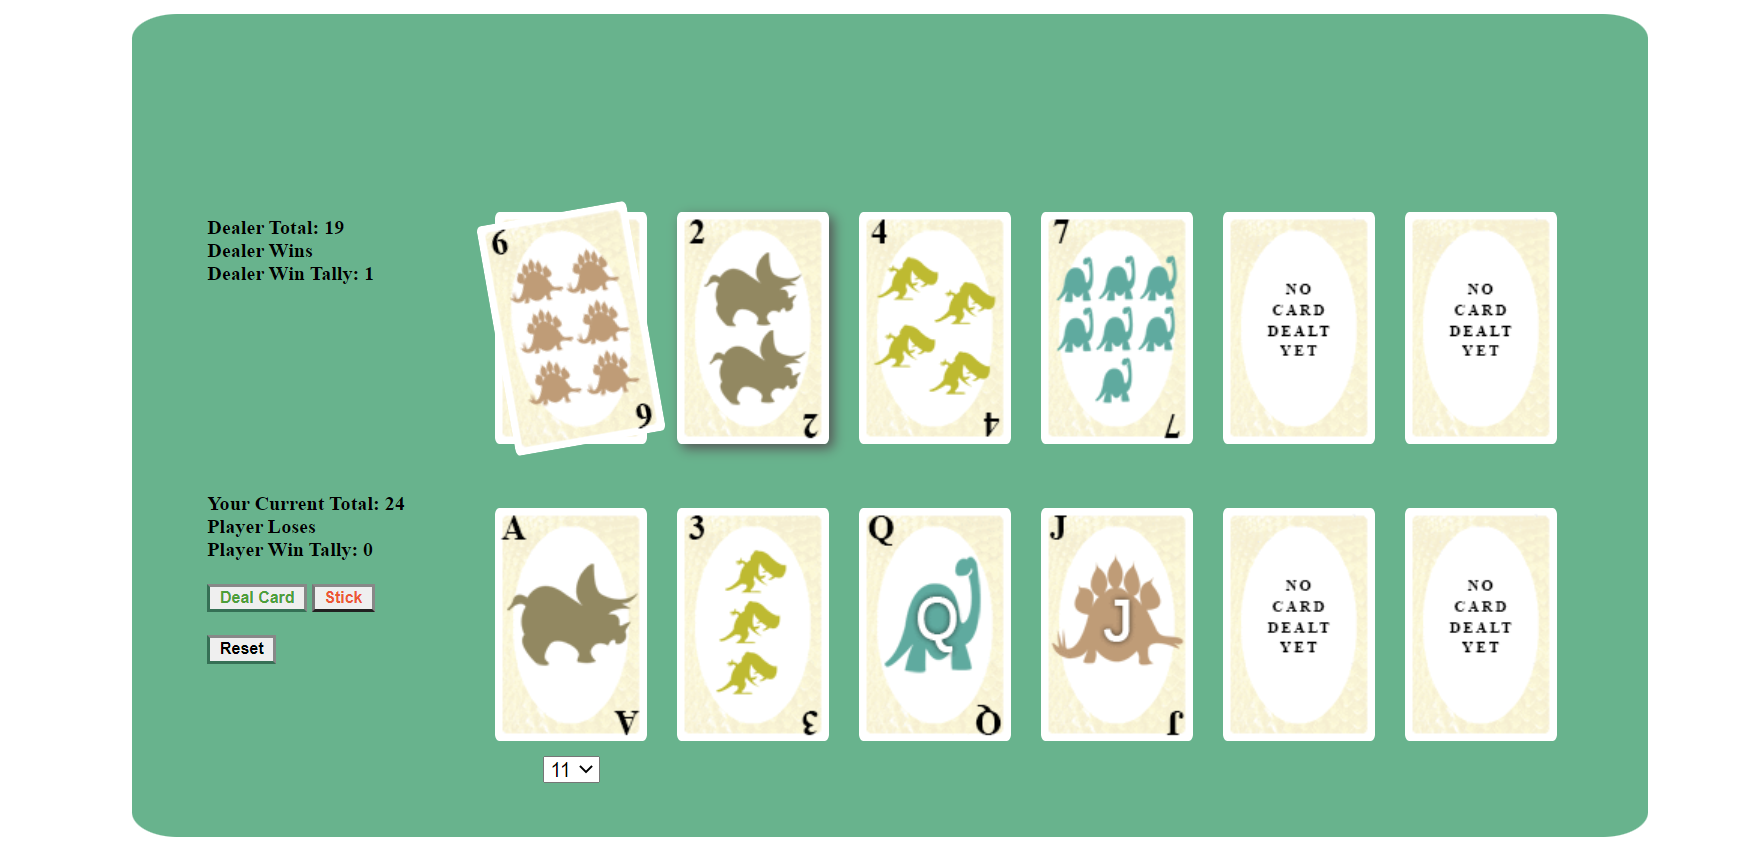 Dealer Total: 19
Dealer Wins
Dealer Win Tally: 1
6
6
2
2
4
4
7
7
NO
CARD
DEALT
YET
NO
CARD
DEALT
YET
Your Current Total: 24
Player Loses
Player Win Tally: 0
Deal Card Stick
Reset
A
A
3
3
Q
Q
Q
J
J
J
NO
CARD
DEALT
YET
NO
CARD
DEALT
YET
11